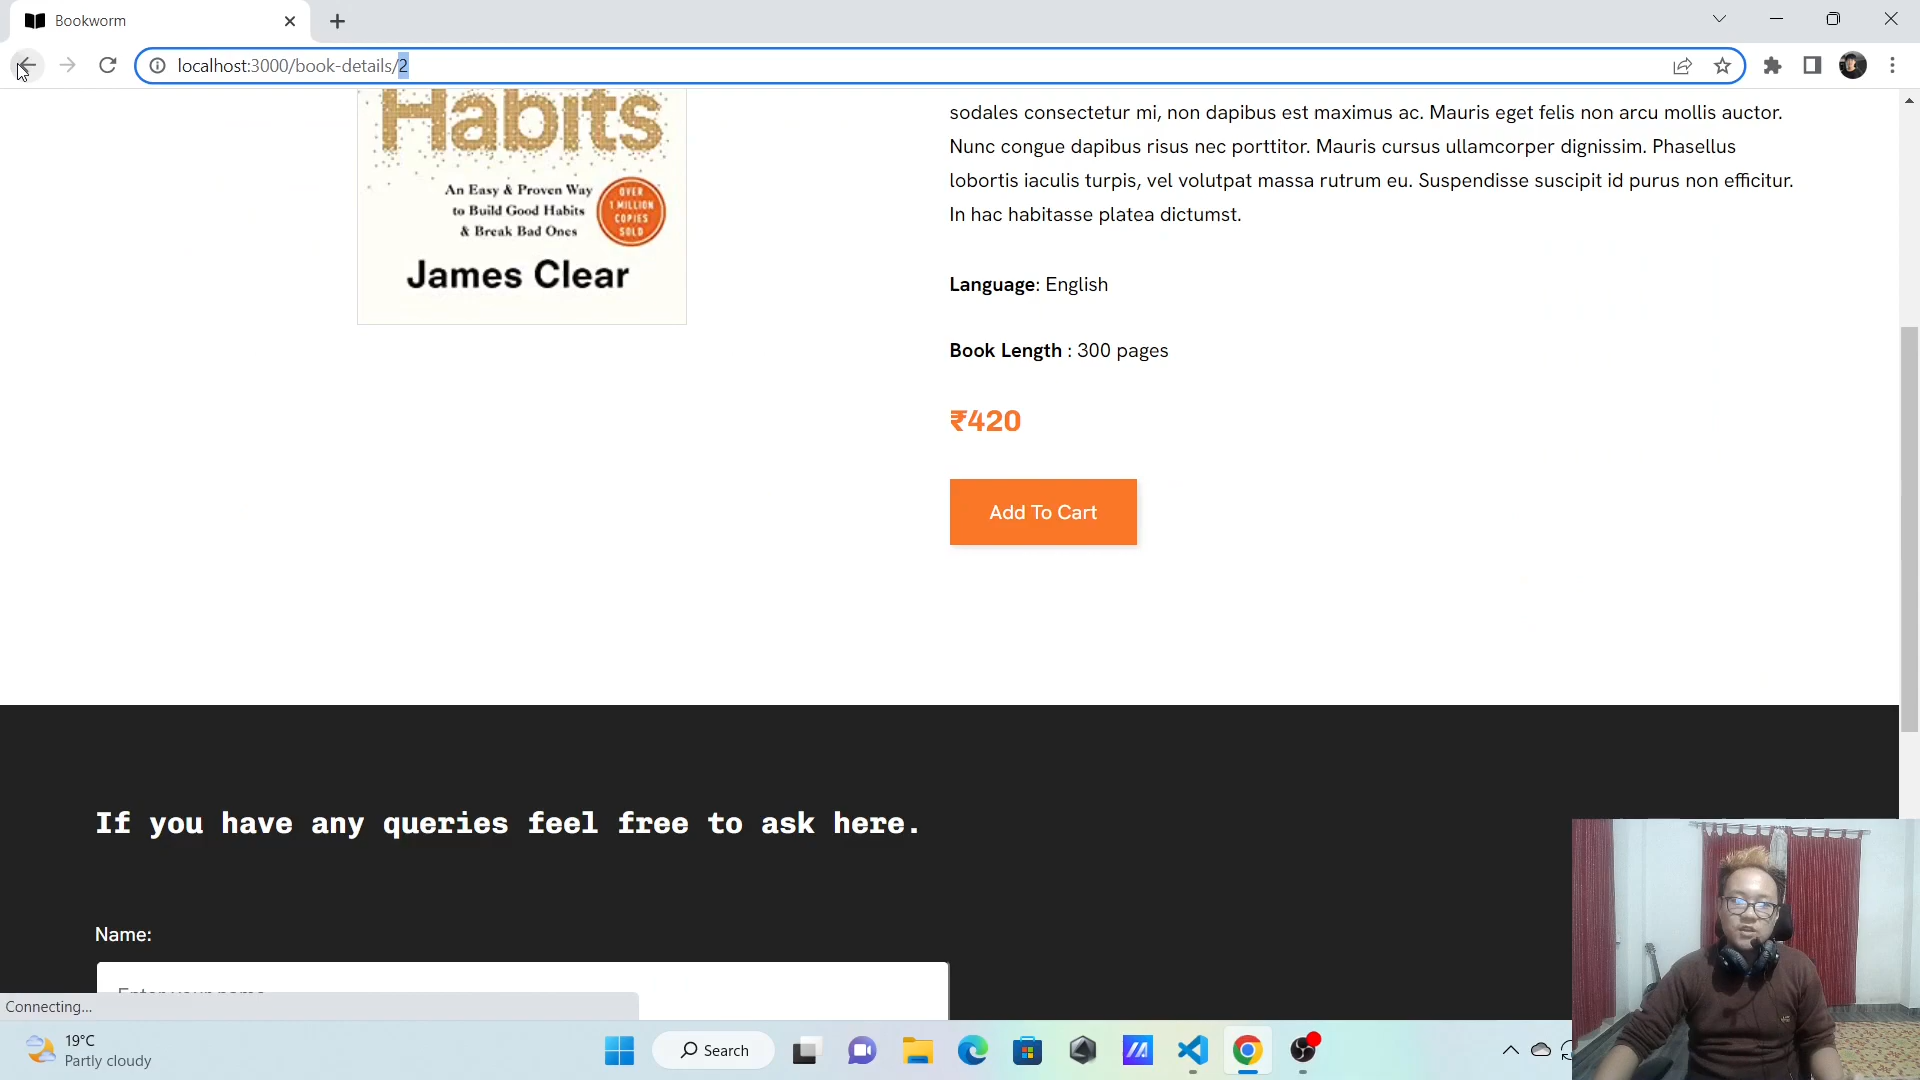 Bookworm
localhost:3000/book-details/2
Habits
An Easy & Proven Way
to Build Good Habits
& Break Bad Ones
OVER
1 MILLION
COPIES
SOLD
James Clear
sodales consectetur mi, non dapibus est maximus ac. Mauris eget felis non arcu mollis auctor.
Nunc congue dapibus risus nec porttitor. Mauris cursus ullamcorper dignissim. Phasellus
lobortis iaculis turpis, vel volutpat massa rutrum eu. Suspendisse suscipit id purus non efficitur.
In hac habitasse platea dictumst.
Language: English
Book Length : 300 pages
₹420
Add To Cart
If you have any queries feel free to ask here.
Name:
Enter your name
Connecting...
19°C
Partly cloudy
Search